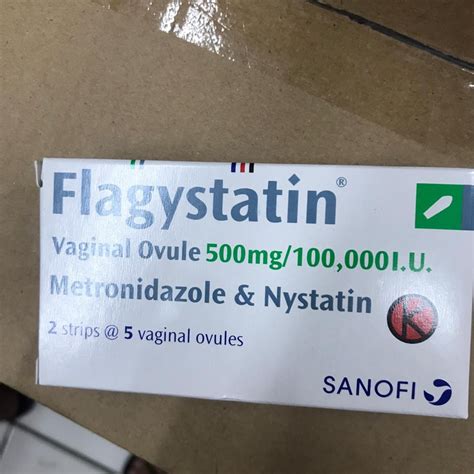 Flagystatin®
Vaginal Ovule 500mg/100,000I.U.
Metronidazole & Nystatin
K
2 strips @ 5 vaginal ovules
SANOFI